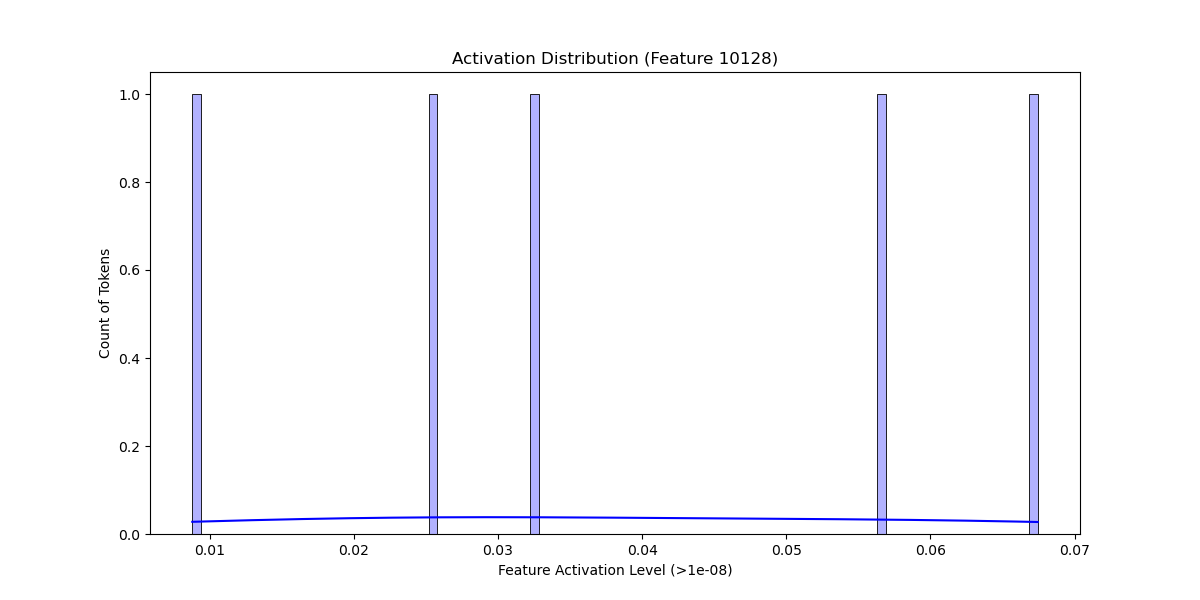 Activation Distribution (Feature 10128)
1.0
0.8
0.6
0.4
0.2
0.0
Count of Tokens
0.01 0.02 0.03 0.04 0.05 0.06 0.07
Feature Activation Level (>1e-08)